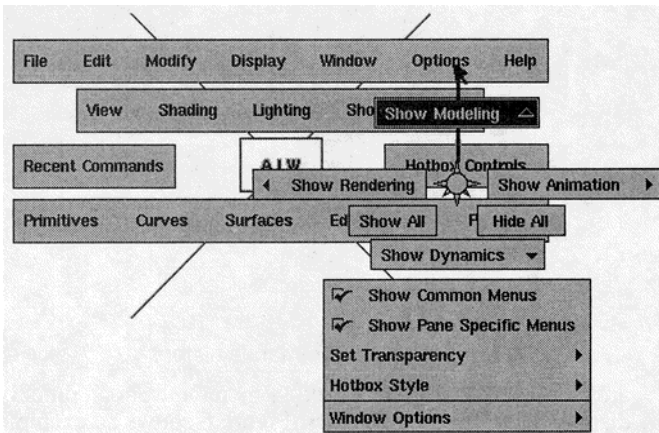 File Edit Modify Display Window Options Help
View Shading Lighting Sho
Show Modeling
Recent Commands
A|W
Hotbox Controls
Show Rendering
Show Animation
Primitives Curves Surfaces Ed
Show All
P
Hide All
Show Dynamics
Show Common Menus
Show Pane Specific Menus
Set Transparency
Hotbox Style
Window Options